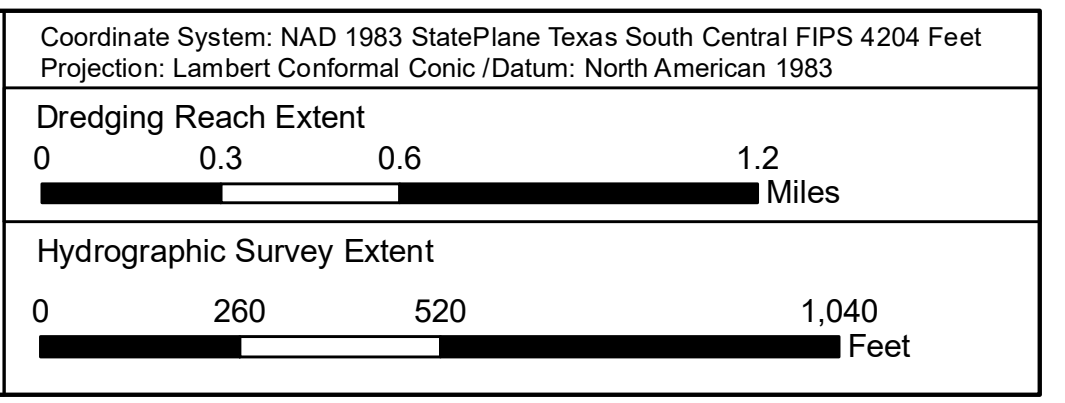 Coordinate System: NAD 1983 StatePlane Texas South Central FIPS 4204 Feet
Projection: Lambert Conformal Conic /Datum: North American 1983
Dredging Reach Extent
0 0.3 0.6 1.2
Miles
Hydrographic Survey Extent
0 260 520 1,040
Feet